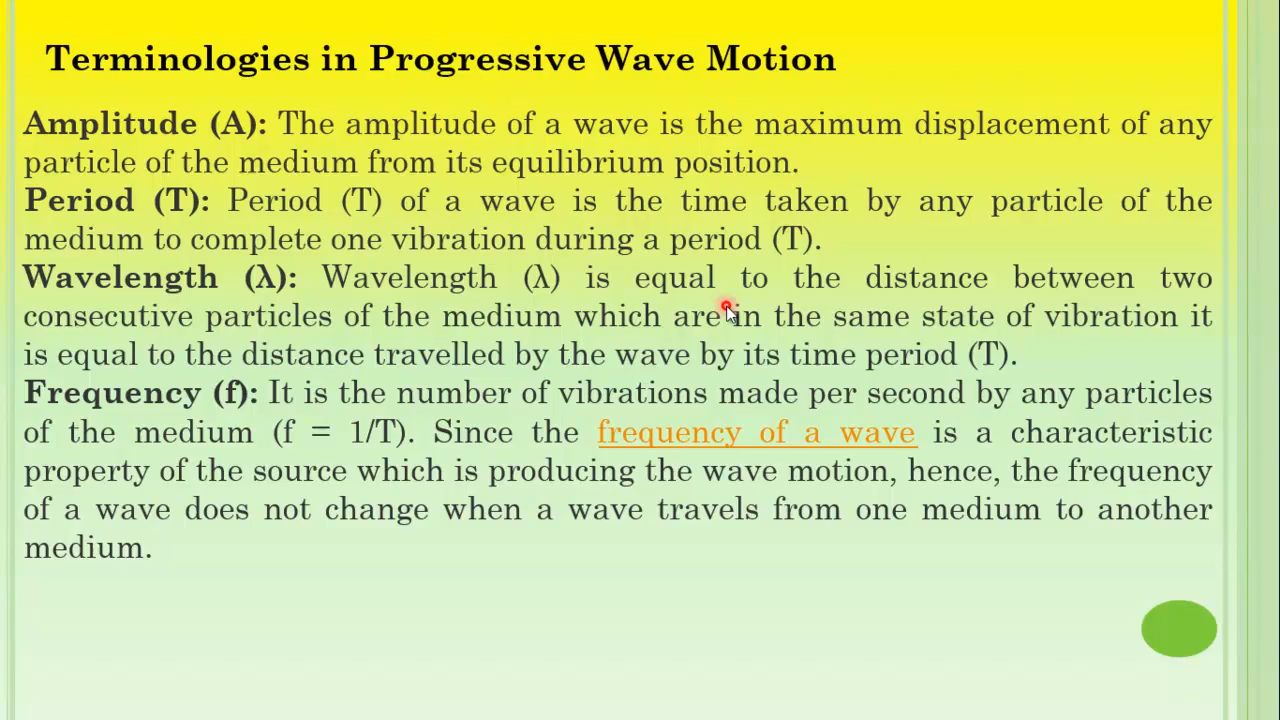 Terminologies in Progressive Wave Motion
Amplitude (A): The amplitude of a wave is the maximum displacement of any
particle of the medium from its equilibrium position.
Period (T): Period (T) of a wave is the time taken by any particle of the
medium to complete one vibration during a period (T).
Wavelength (λ): Wavelength (λ) is equal to the distance between two
consecutive particles of the medium which are in the same state of vibration it
is equal to the distance travelled by the wave by its time period (T).
Frequency (f): It is the number of vibrations made per second by any particles
of the medium (f = 1/T). Since the frequency of a wave is a characteristic
property of the source which is producing the wave motion, hence, the frequency
of a wave does not change when a wave travels from one medium to another
medium.